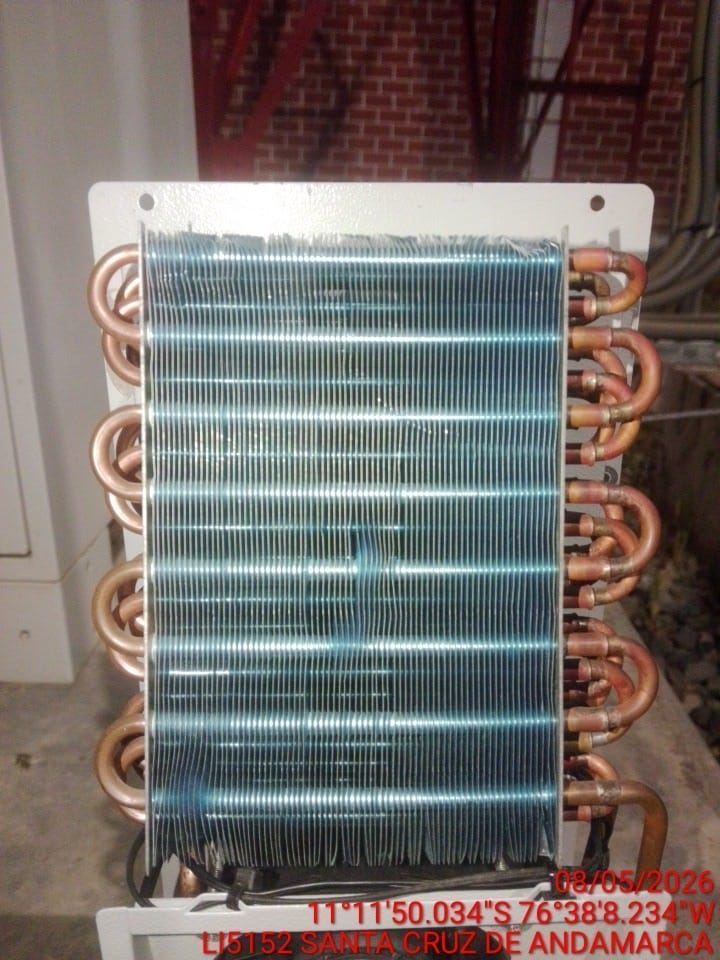 08/05/2026
11°11'50.034"S 76°38'8.234"W
LI5152 SANTA CRUZ DE ANDAMARCA